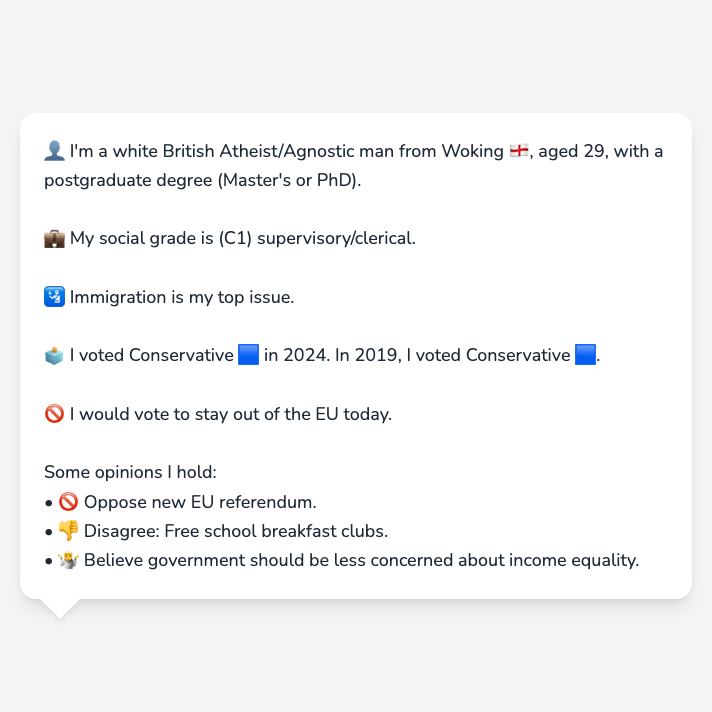 👤 I'm a white British Atheist/Agnostic man from Woking 🏴󠁧󠁢󠁥󠁮󠁧󠁿, aged 29, with a
postgraduate degree (Master's or PhD).
💼 My social grade is (C1) supervisory/clerical.
🛂 Immigration is my top issue.
🗳️ I voted Conservative 🟦 in 2024. In 2019, I voted Conservative 🟦.
🚫 I would vote to stay out of the EU today.
Some opinions I hold:
• 🚫 Oppose new EU referendum.
• 👎 Disagree: Free school breakfast clubs.
• 🤷‍♂️ Believe government should be less concerned about income equality.